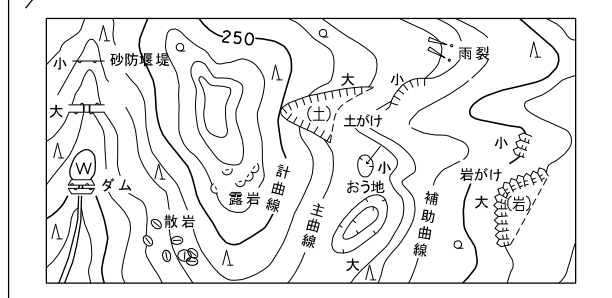 250
小
砂防堰堤
大
W
ダム
散岩
露岩
計曲線
主曲線
大
(土)
土がけ
小
雨裂
小
おう地
大
補助曲線
小
岩がけ
大
(岩)